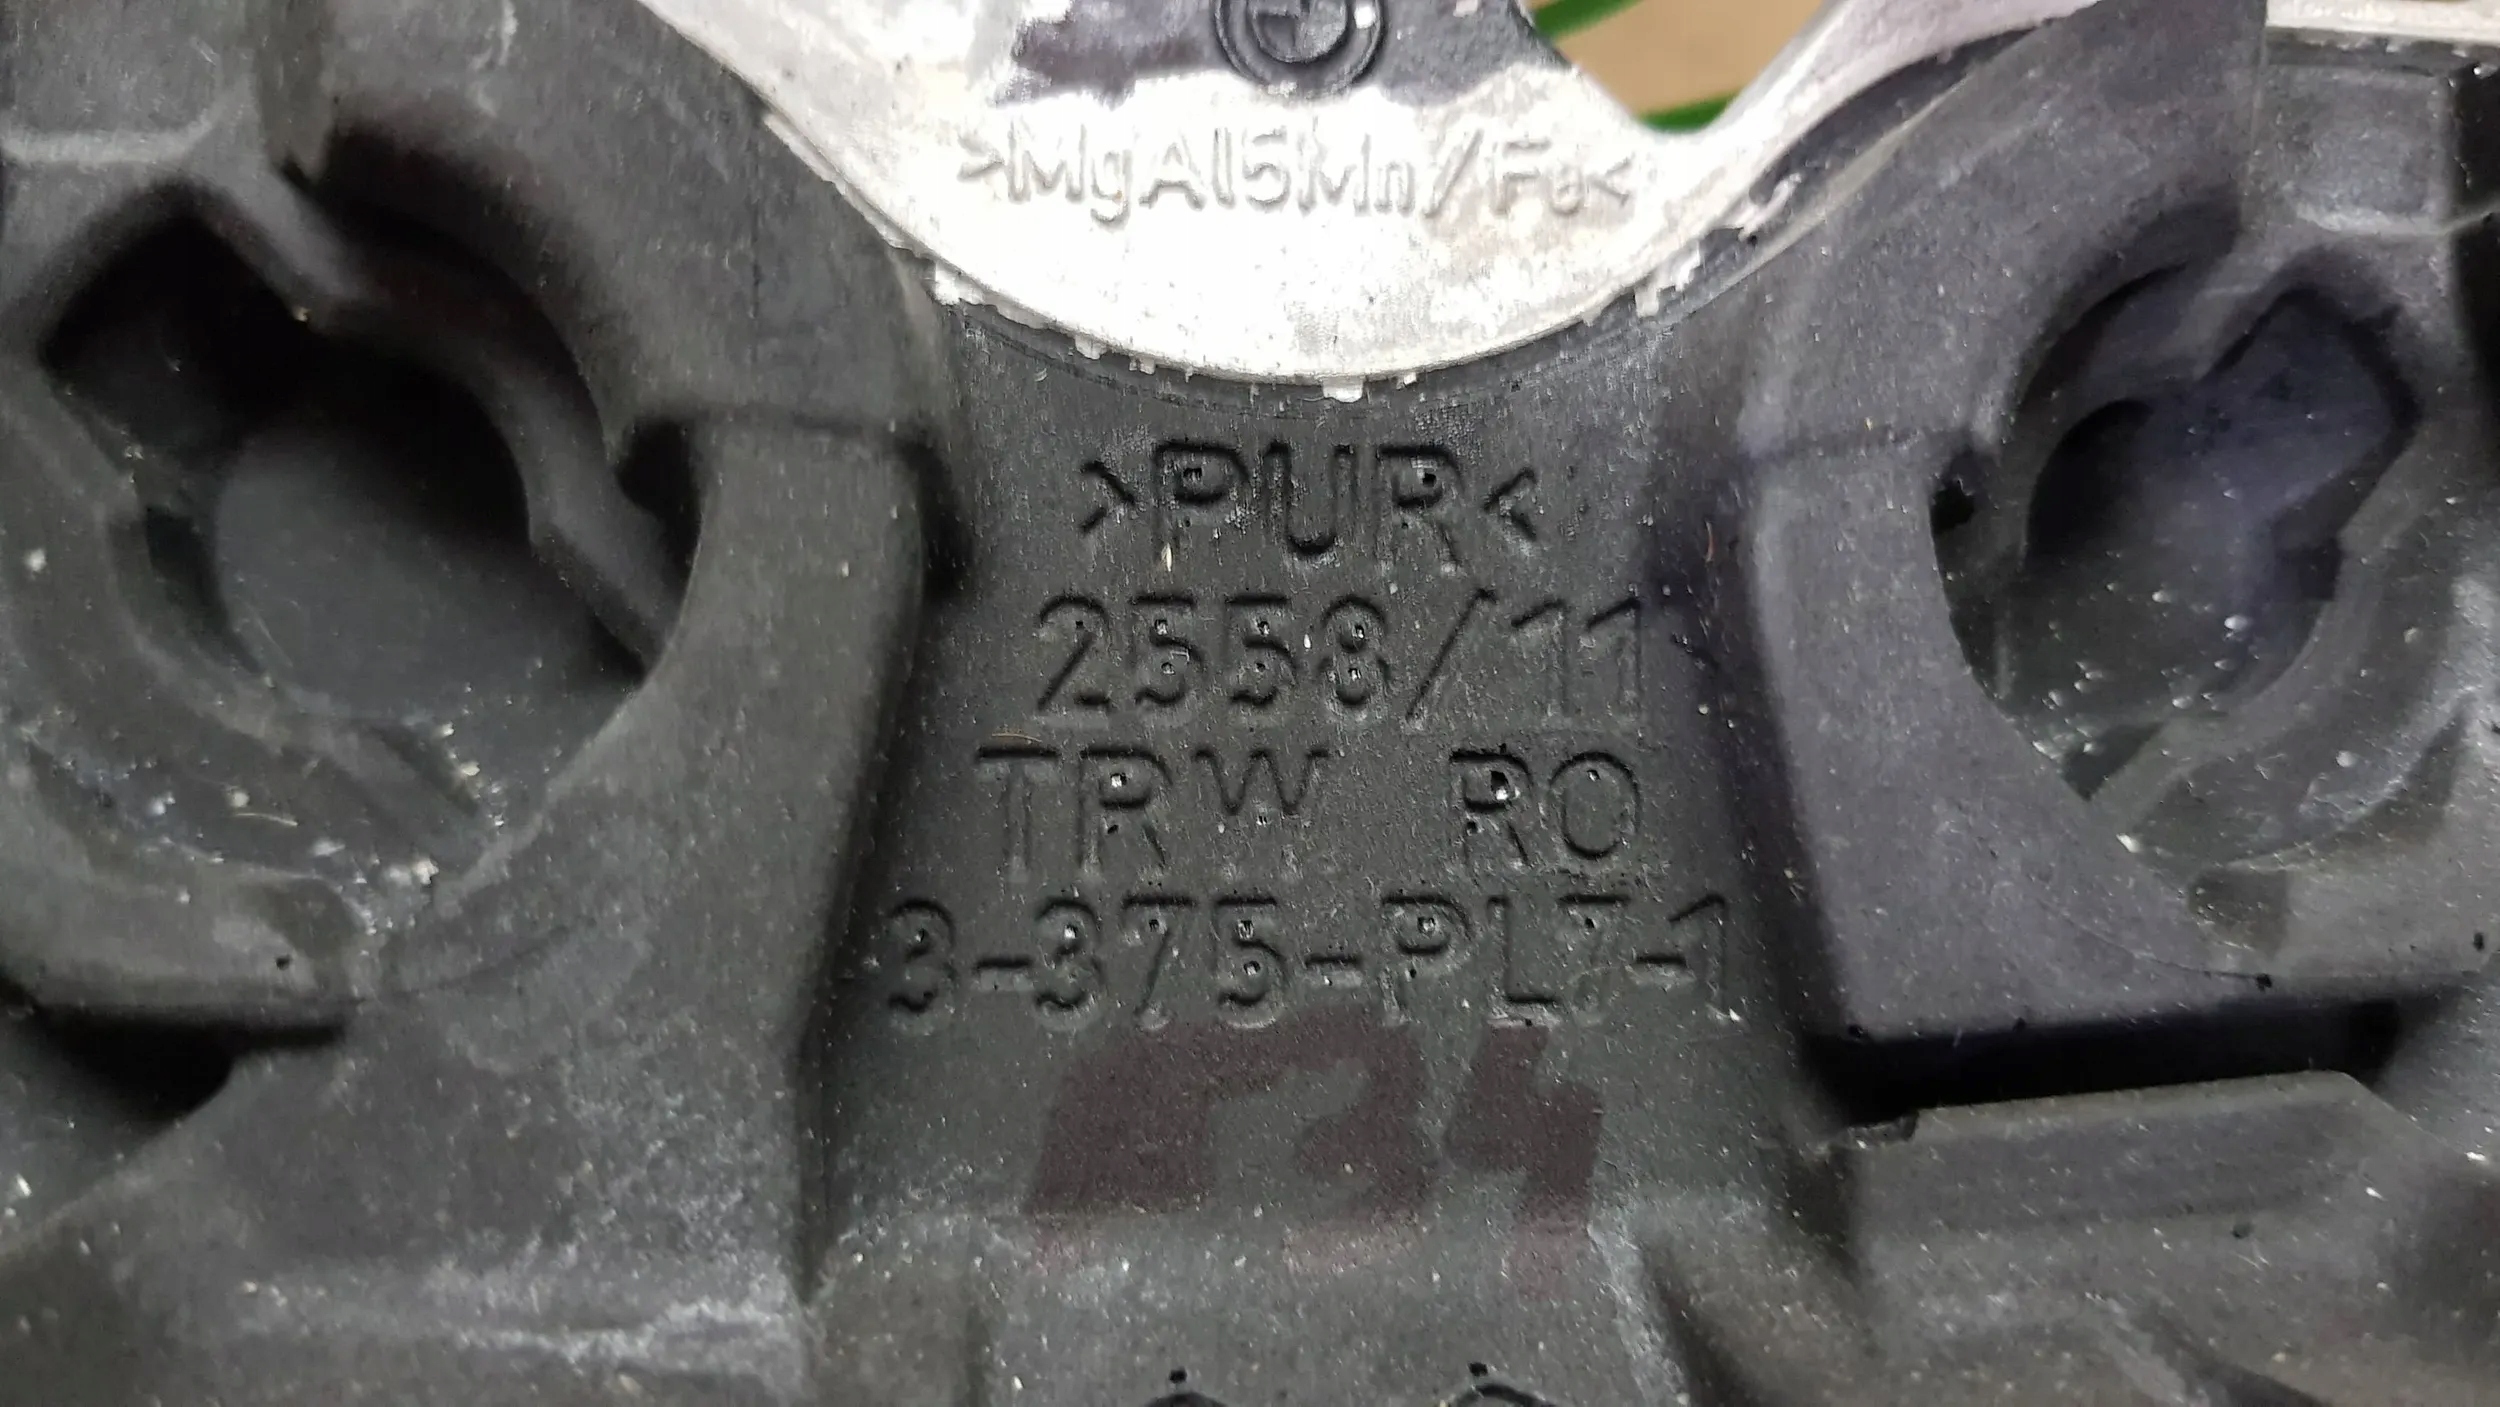 >MgAl5Mn/Fe<
>PUR<
2558/11
TRW RO
3-375-PL7-1